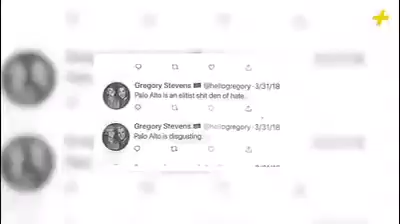 Gregory Stevens @hellogregory · 3/31/18
Palo Alto is an elitist shit den of hate.
Gregory Stevens @hellogregory · 3/31/18
Palo Alto is disgusting